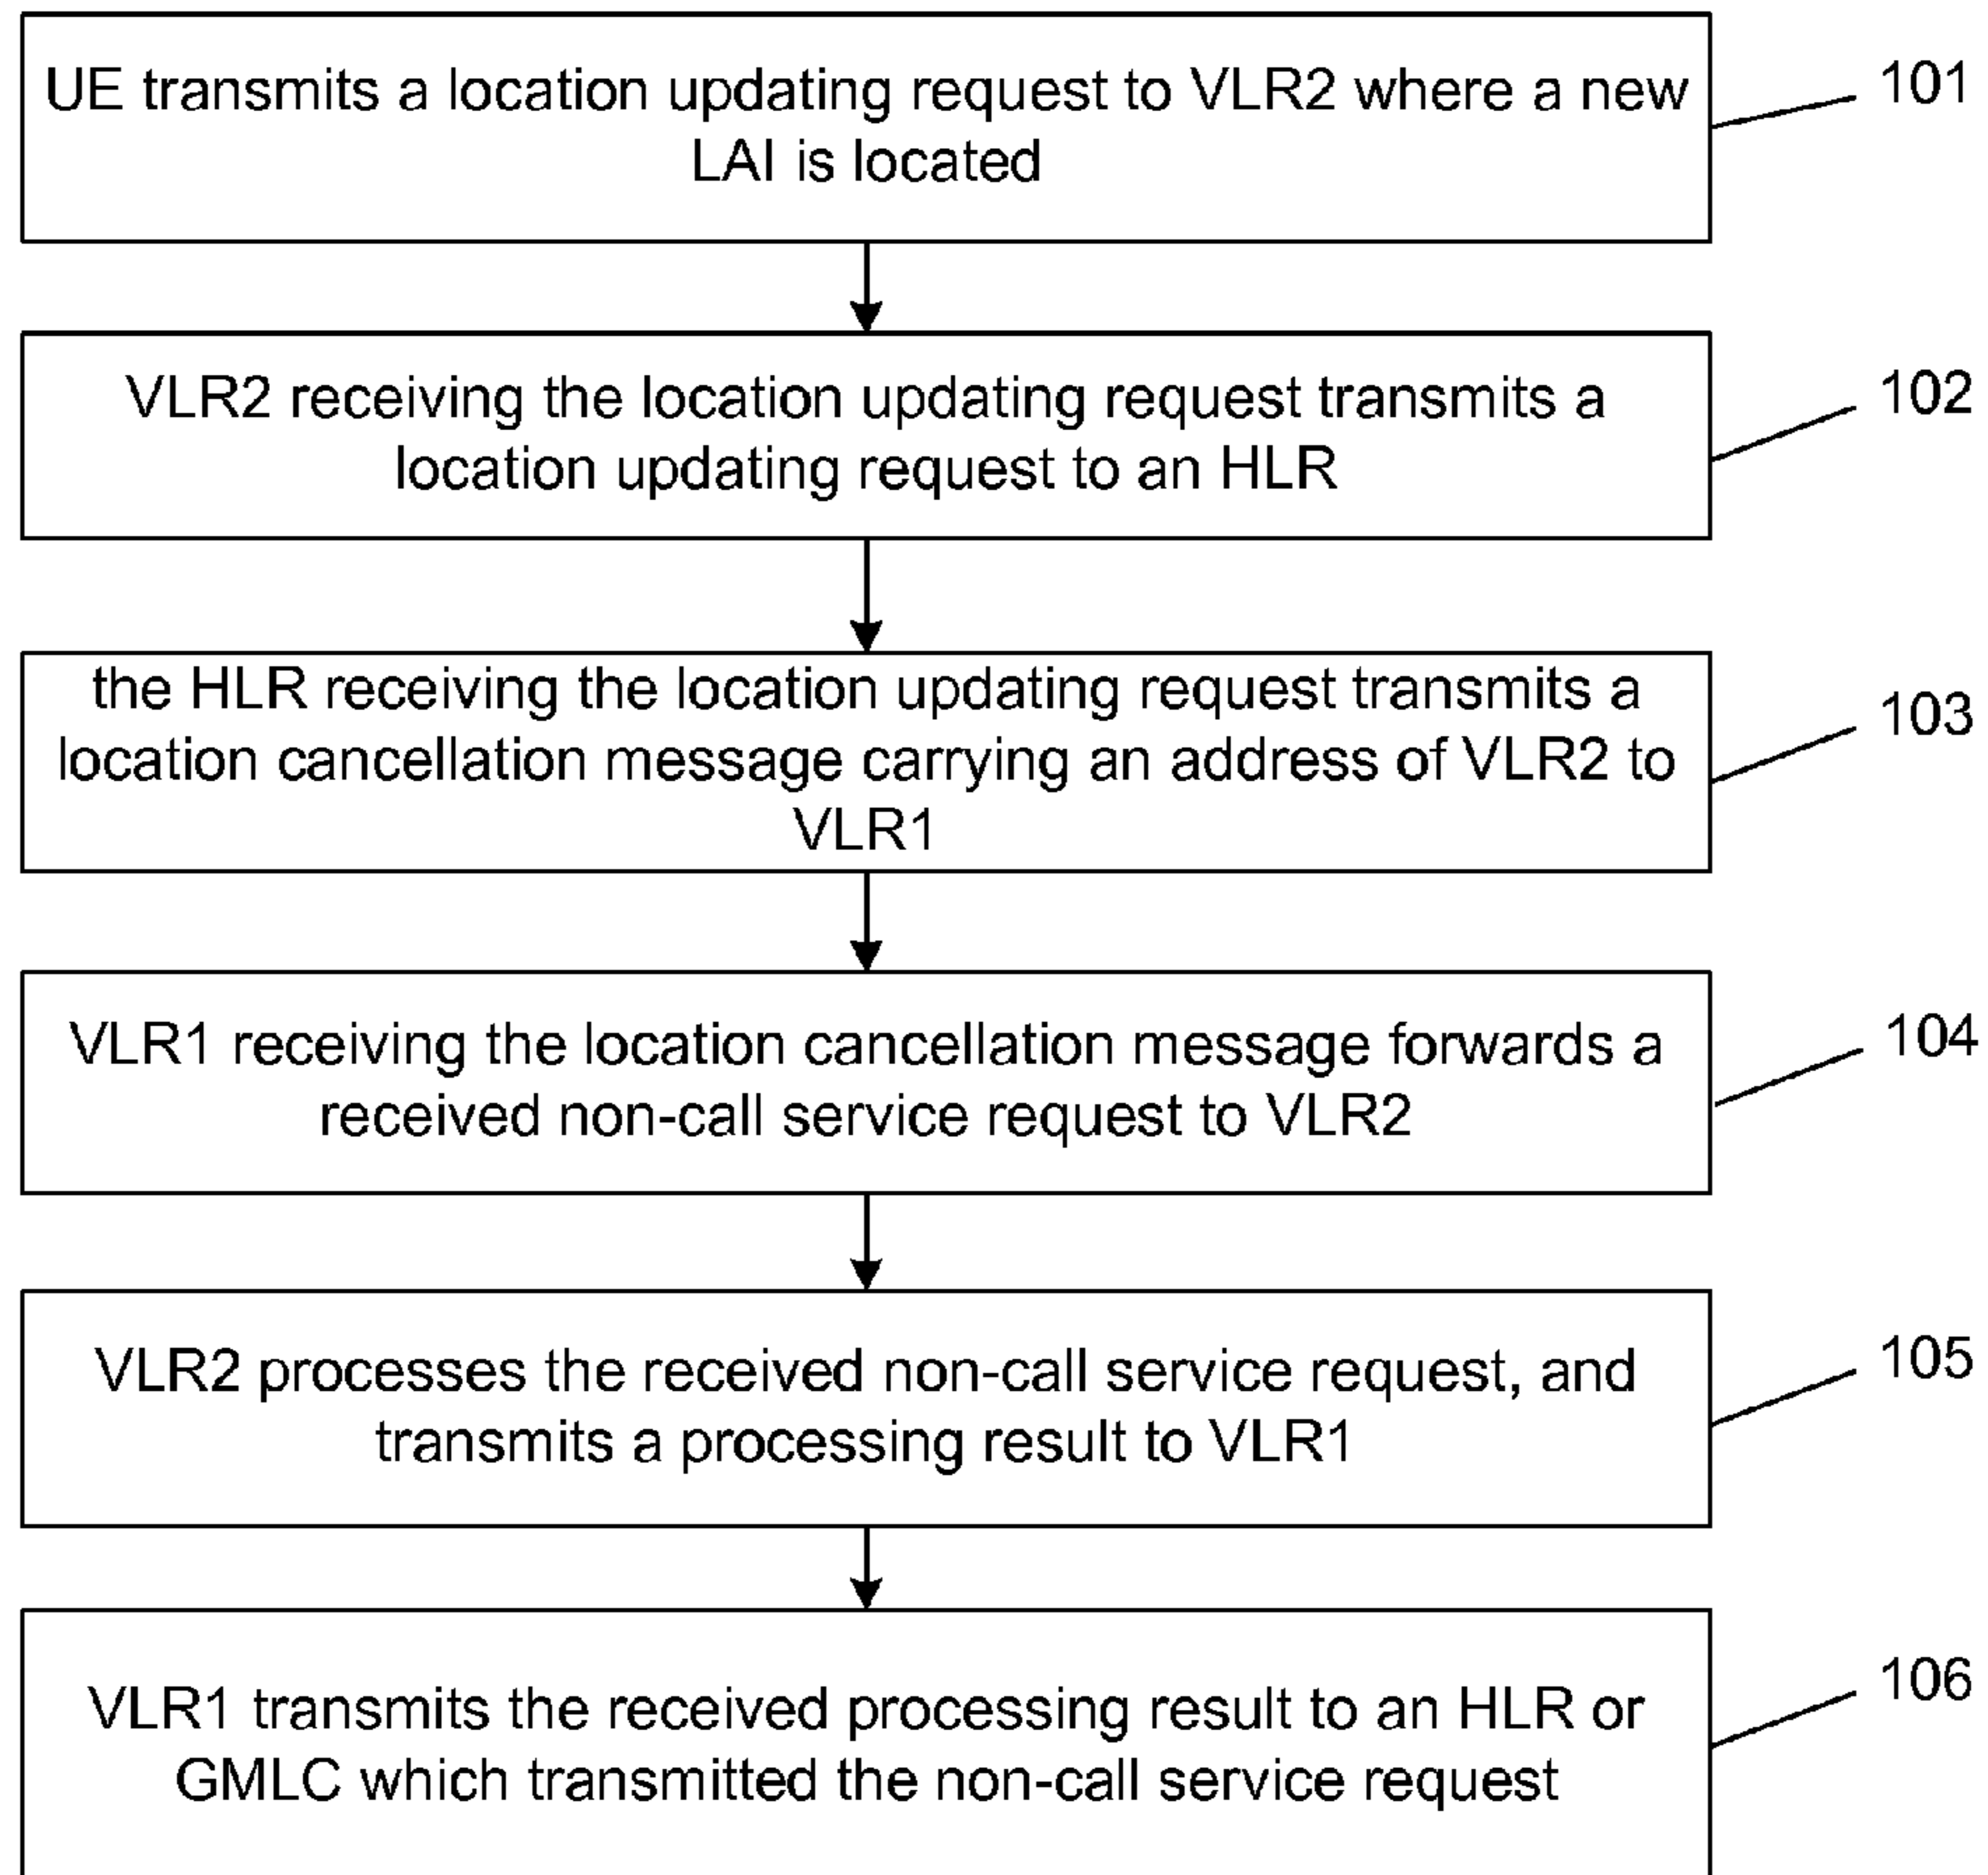 UE transmits a location updating request to VLR2 where a new
LAI is located
101
VLR2 receiving the location updating request transmits a
location updating request to an HLR
102
the HLR receiving the location updating request transmits a
location cancellation message carrying an address of VLR2 to
VLR1
103
VLR1 receiving the location cancellation message forwards a
received non-call service request to VLR2
104
VLR2 processes the received non-call service request, and
transmits a processing result to VLR1
105
VLR1 transmits the received processing result to an HLR or
GMLC which transmitted the non-call service request
106